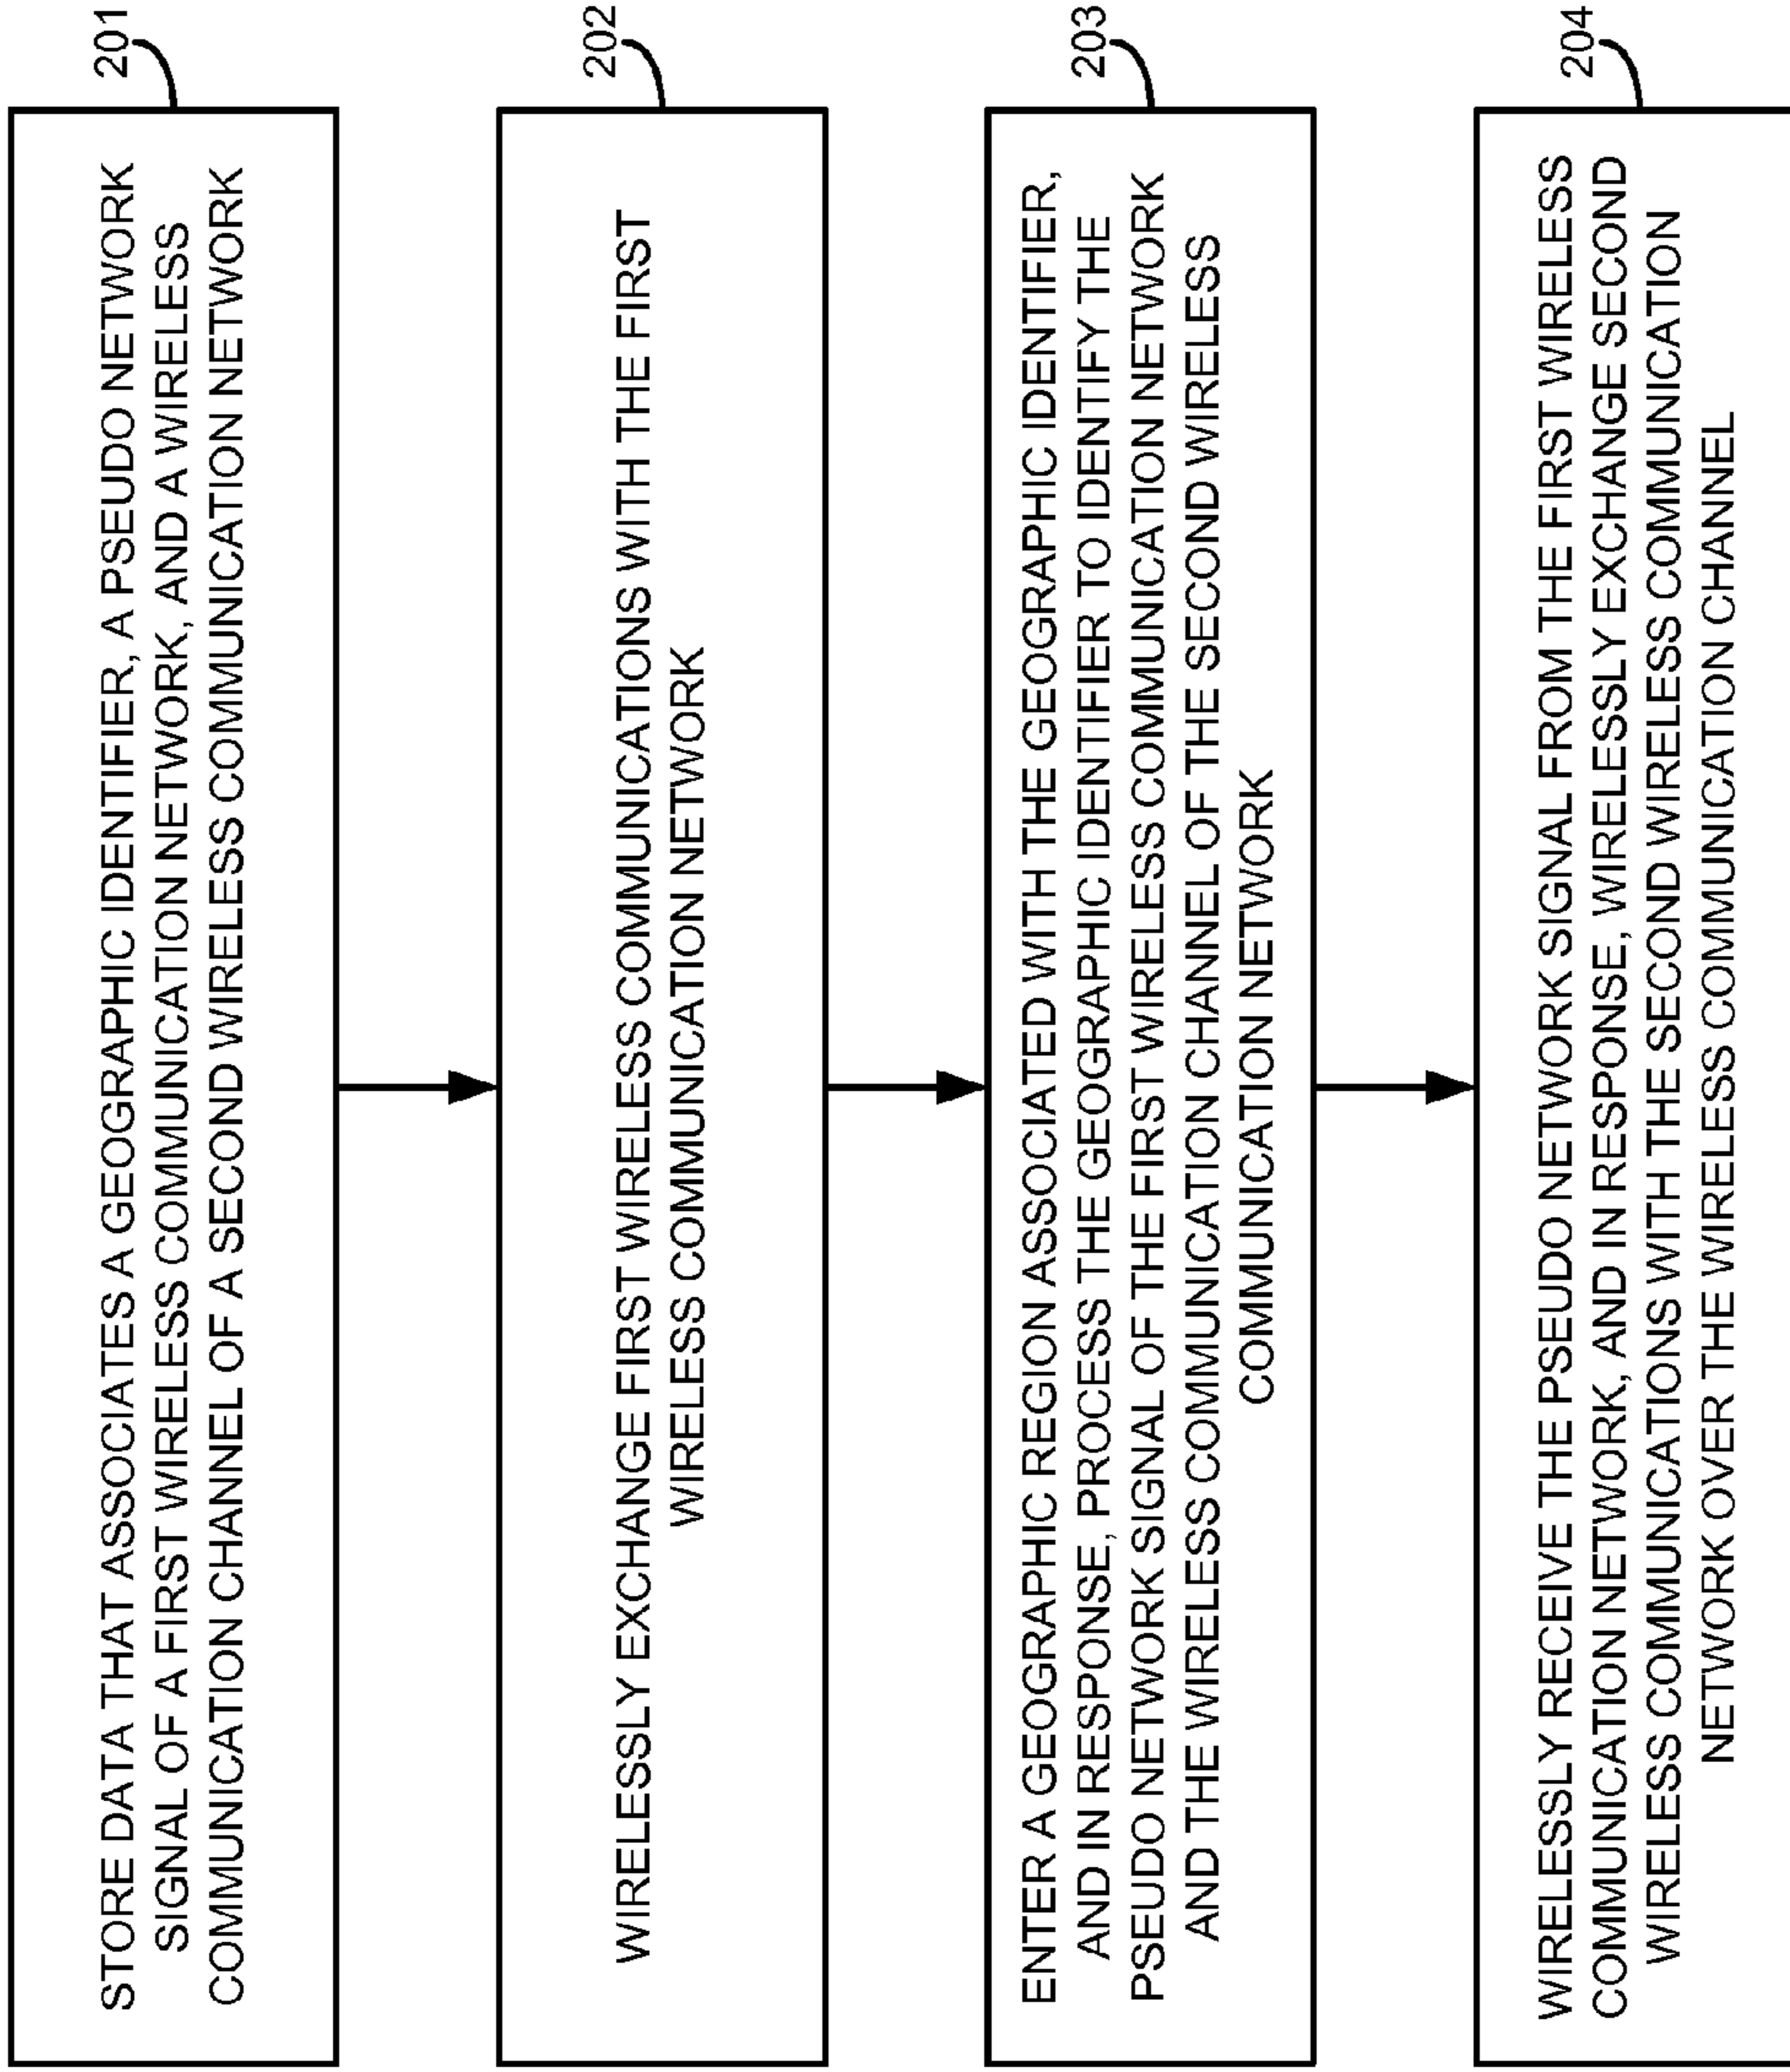 STORE DATA THAT ASSOCIATES A GEOGRAPHIC IDENTIFIER, A PSEUDO NETWORK
SIGNAL OF A FIRST WIRELESS COMMUNICATION NETWORK, AND A WIRELESS
COMMUNICATION CHANNEL OF A SECOND WIRELESS COMMUNICATION NETWORK
201
WIRELESSLY EXCHANGE FIRST WIRELESS COMMUNICATIONS WITH THE FIRST
WIRELESS COMMUNICATION NETWORK
202
ENTER A GEOGRAPHIC REGION ASSOCIATED WITH THE GEOGRAPHIC IDENTIFIER,
AND IN RESPONSE, PROCESS THE GEOGRAPHIC IDENTIFIER TO IDENTIFY THE
PSEUDO NETWORK SIGNAL OF THE FIRST WIRELESS COMMUNICATION NETWORK
AND THE WIRELESS COMMUNICATION CHANNEL OF THE SECOND WIRELESS
COMMUNICATION NETWORK
203
WIRELESSLY RECEIVE THE PSEUDO NETWORK SIGNAL FROM THE FIRST WIRELESS
COMMUNICATION NETWORK, AND IN RESPONSE, WIRELESSLY EXCHANGE SECOND
WIRELESS COMMUNICATIONS WITH THE SECOND WIRELESS COMMUNICATION
NETWORK OVER THE WIRELESS COMMUNICATION CHANNEL
204